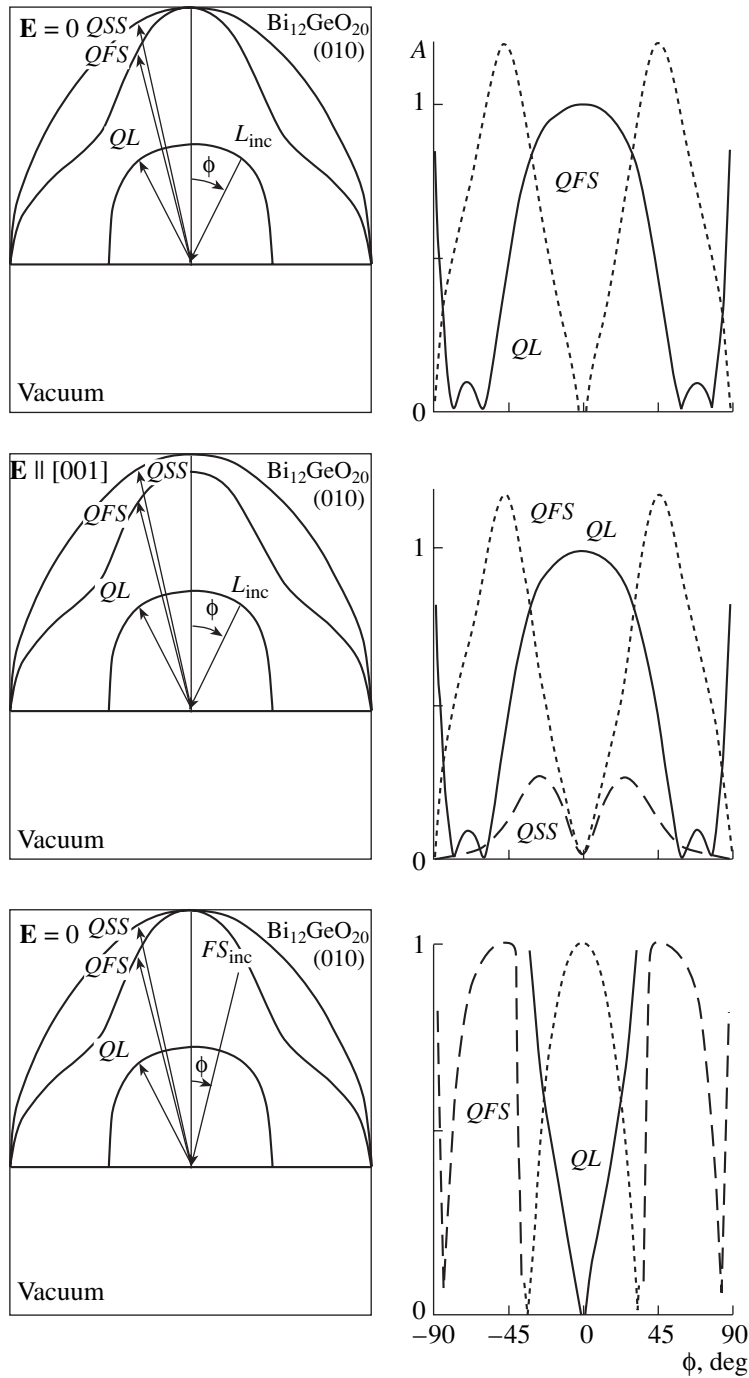 E = 0 QSS Bi12GeO20
QFS (010)
QL Linc
ϕ
Vacuum
A
1
QFS
QL
0
E || [001] QSS Bi12GeO20
(010)
QFS
QL Linc
ϕ
Vacuum
QFS
QL
1
QSS
0
E = 0 QSS Bi12GeO20
QFS FSinc (010)
QL
ϕ
Vacuum
1
QFS
QL
0
−90 −45 0 45 90
ϕ, deg